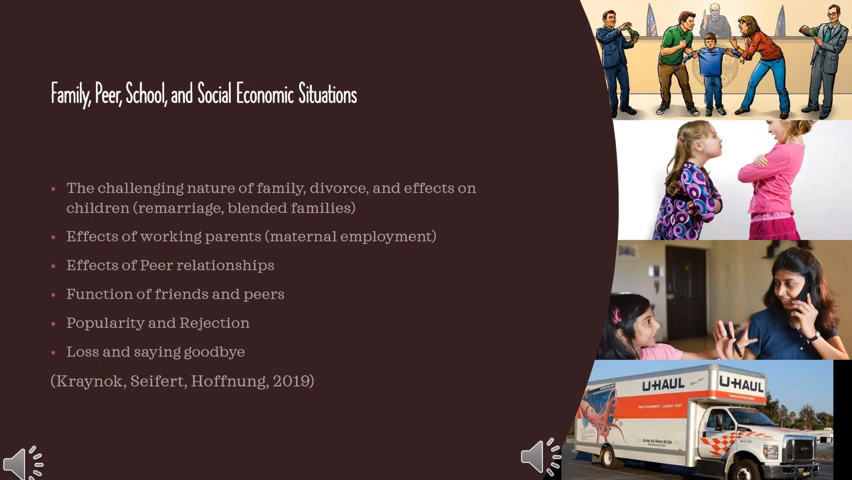 Family, Peer, School, and Social Economic Situations
• The challenging nature of family, divorce, and effects on
children (remarriage, blended families)
• Effects of working parents (maternal employment)
• Effects of Peer relationships
• Function of friends and peers
• Popularity and Rejection
• Loss and saying goodbye
(Kraynok, Seifert, Hoffnung, 2019)
U-HAUL
U-HAUL